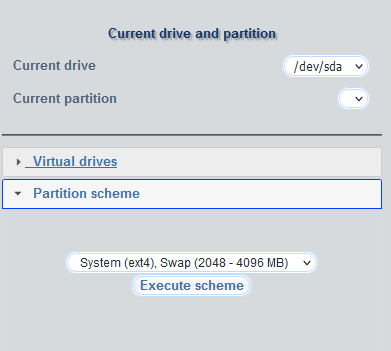 Current drive and partition
Current drive /dev/sda
Current partition
Virtual drives
Partition scheme
System (ext4), Swap (2048 - 4096 MB)
Execute scheme